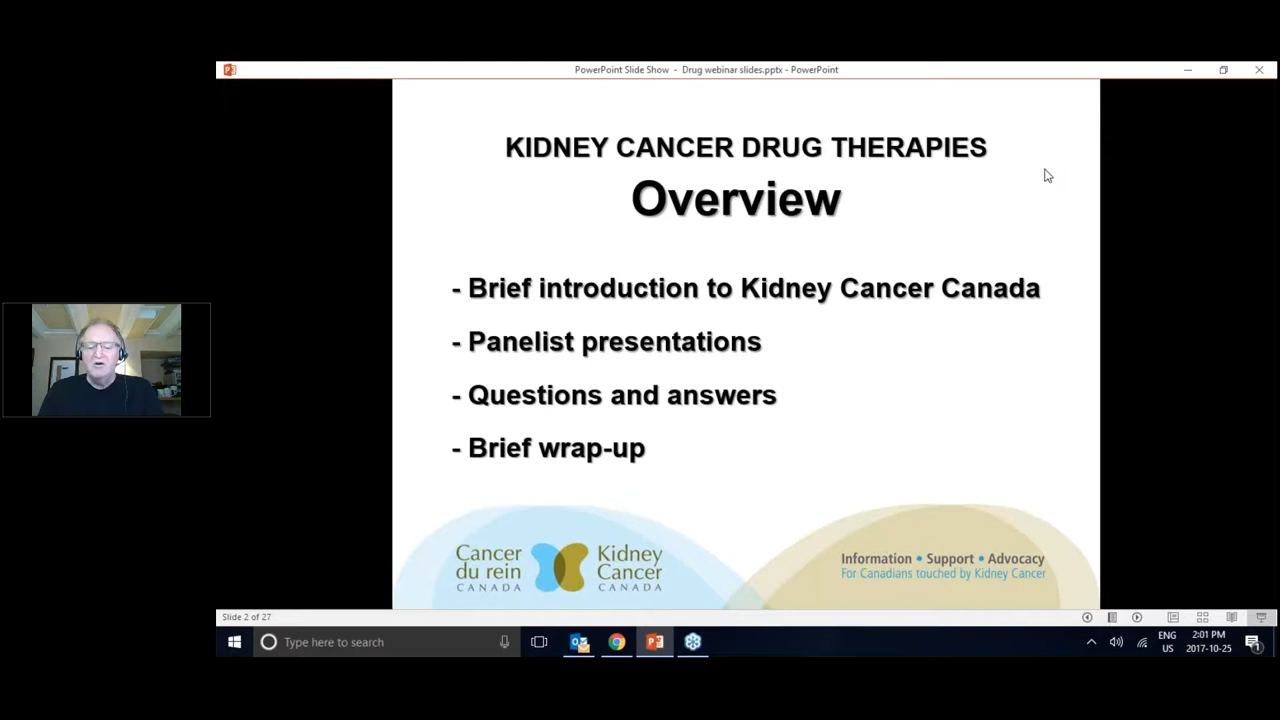 PowerPoint Slide Show - Drug webinar slides.pptx - PowerPoint
KIDNEY CANCER DRUG THERAPIES
Overview
- Brief introduction to Kidney Cancer Canada
- Panelist presentations
- Questions and answers
- Brief wrap-up
Cancer
du rein
CANADA
Kidney
Cancer
CANADA
Information • Support • Advocacy
For Canadians touched by Kidney Cancer
Slide 2 of 27
Type here to search
ENG
US
2:01 PM
2017-10-25
1